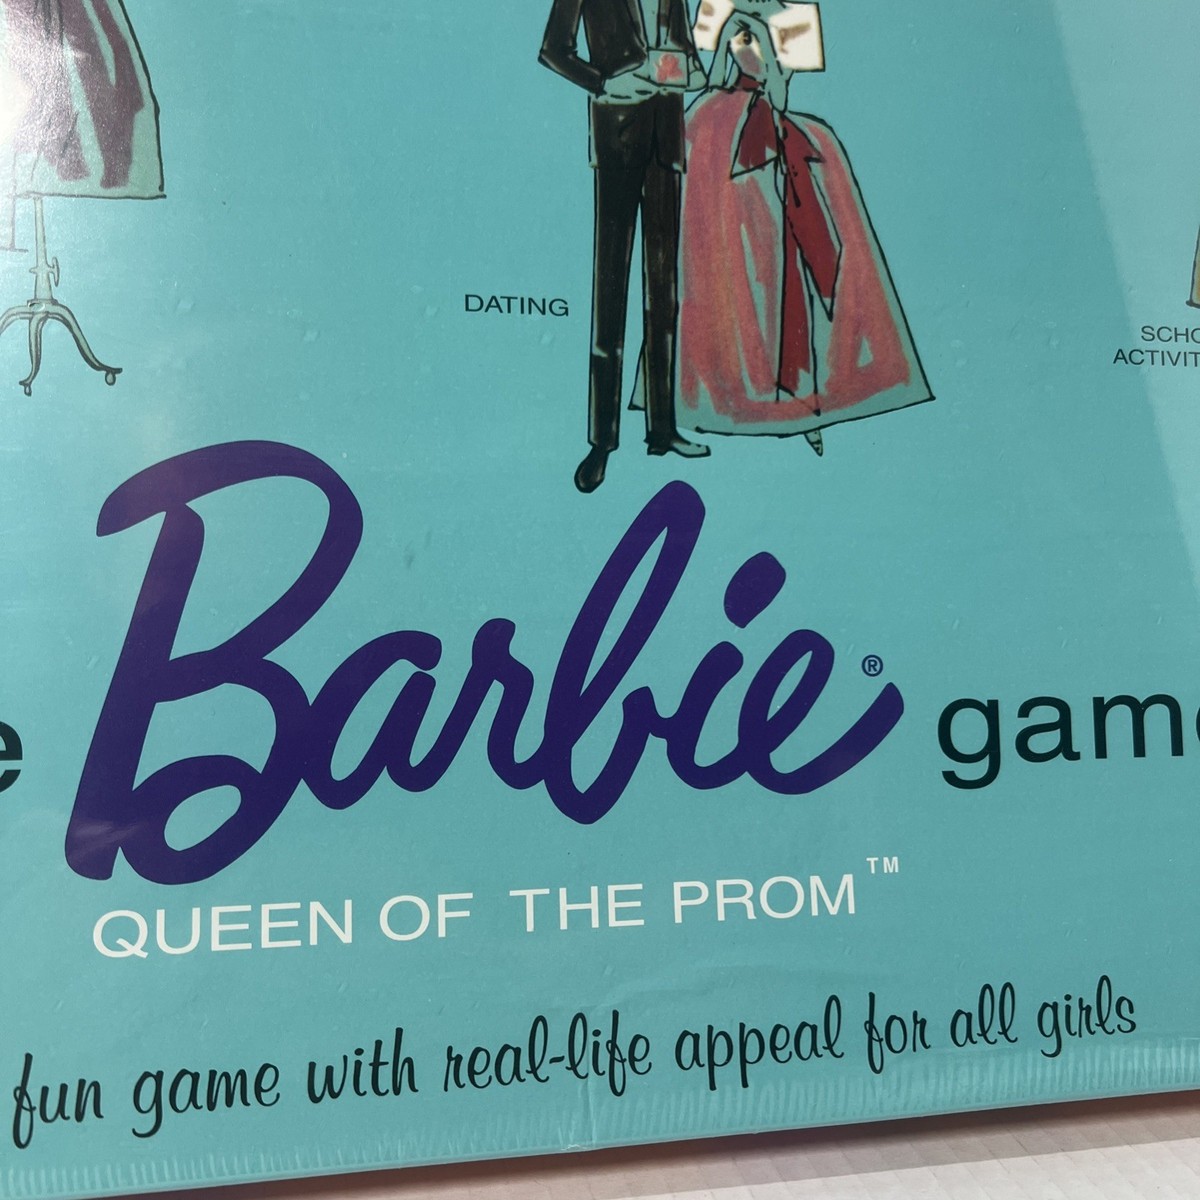 DATING
SCHO
ACTIVIT
e Barbie® game
QUEEN OF THE PROM™
fun game with real-life appeal for all girls